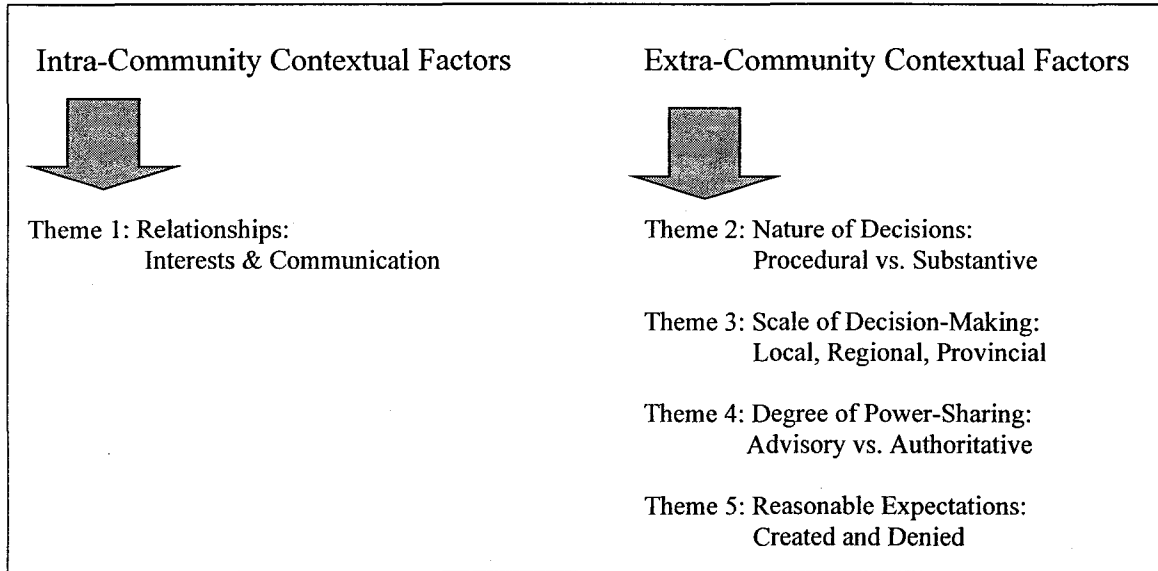 Intra-Community Contextual Factors
Theme 1: Relationships:
Interests & Communication
Extra-Community Contextual Factors
Theme 2: Nature of Decisions:
Procedural vs. Substantive
Theme 3: Scale of Decision-Making:
Local, Regional, Provincial
Theme 4: Degree of Power-Sharing:
Advisory vs. Authoritative
Theme 5: Reasonable Expectations:
Created and Denied